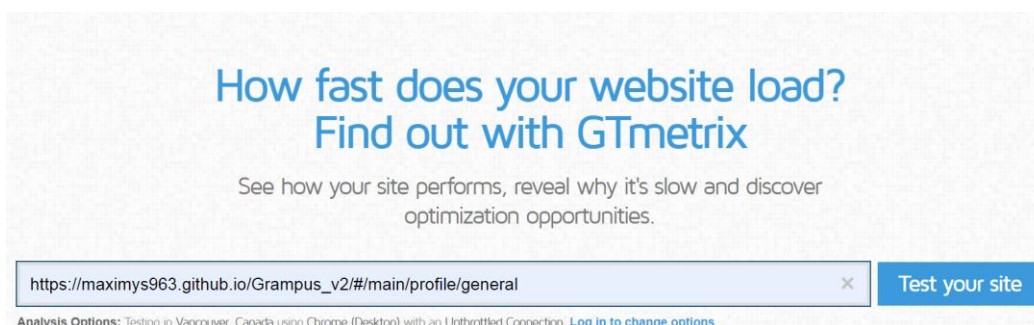 How fast does your website load?
Find out with GTmetrix
See how your site performs, reveal why it's slow and discover
optimization opportunities.
https://maximys963.github.io/Grampus_v2/#/main/profile/general × Test your site
Analysis Options: Testing in Vancouver, Canada using Chrome (Desktop) with an Unthrottled Connection. Log in to change options